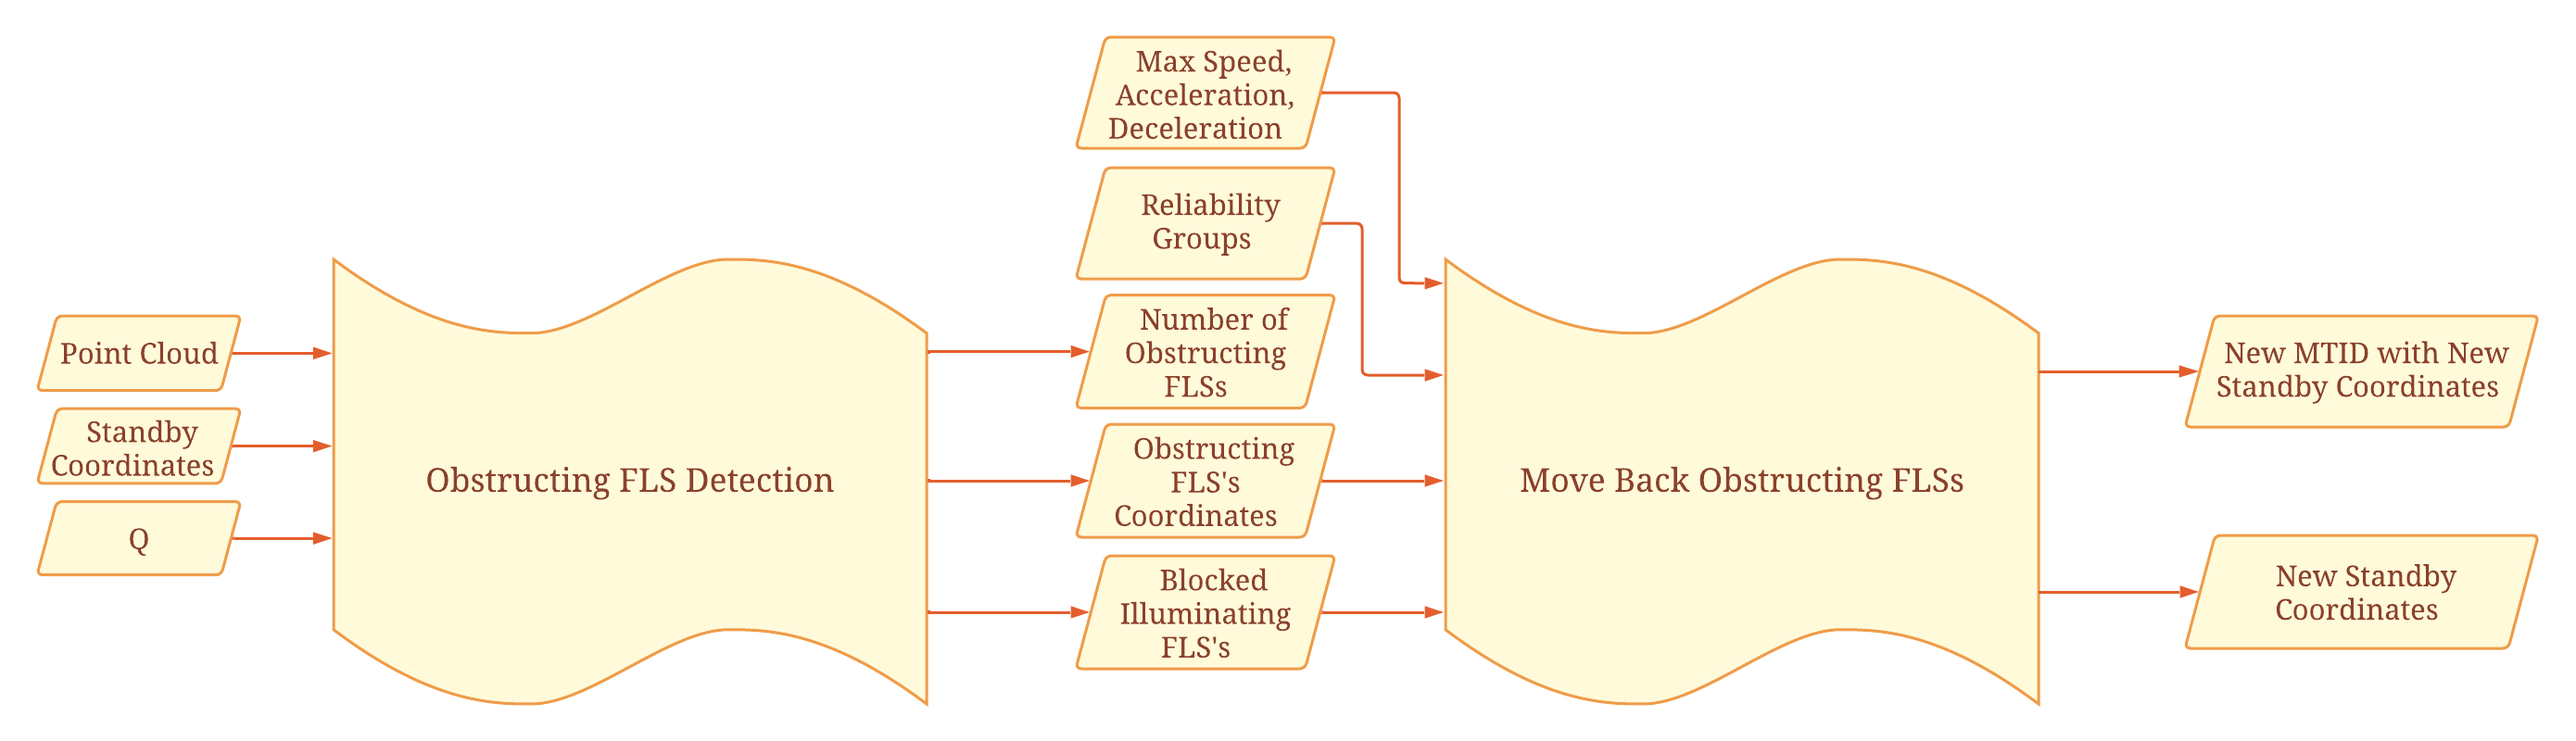 Point Cloud
Standby
Coordinates
Q
Obstructing FLS Detection
Max Speed,
Acceleration,
Deceleration
Reliability
Groups
Number of
Obstructing
FLSs
Obstructing
FLS's
Coordinates
Blocked
Illuminating
FLS's
Move Back Obstructing FLSs
New MTID with New
Standby Coordinates
New Standby
Coordinates